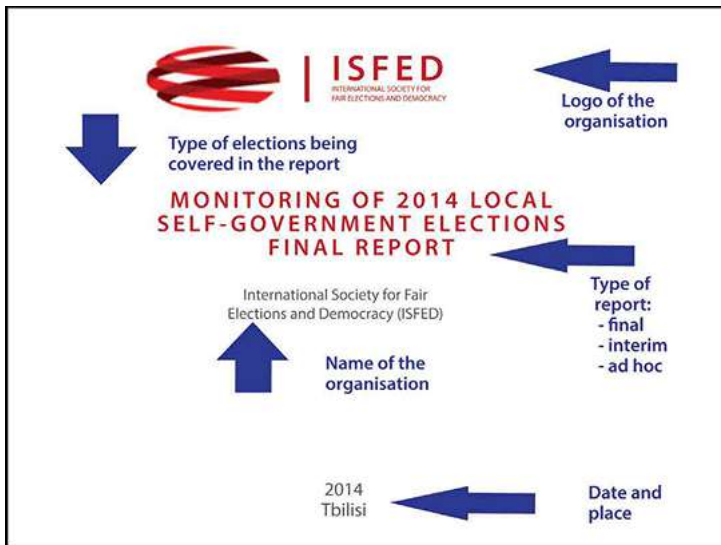 ISFED
INTERNATIONAL SOCIETY FOR
FAIR ELECTIONS AND DEMOCRACY
Logo of the
organisation
Type of elections being
covered in the report
MONITORING OF 2014 LOCAL
SELF-GOVERNMENT ELECTIONS
FINAL REPORT
International Society for Fair
Elections and Democracy (ISFED)
Type of
report:
- final
- interim
- ad hoc
Name of the
organisation
2014
Tbilisi
Date and
place